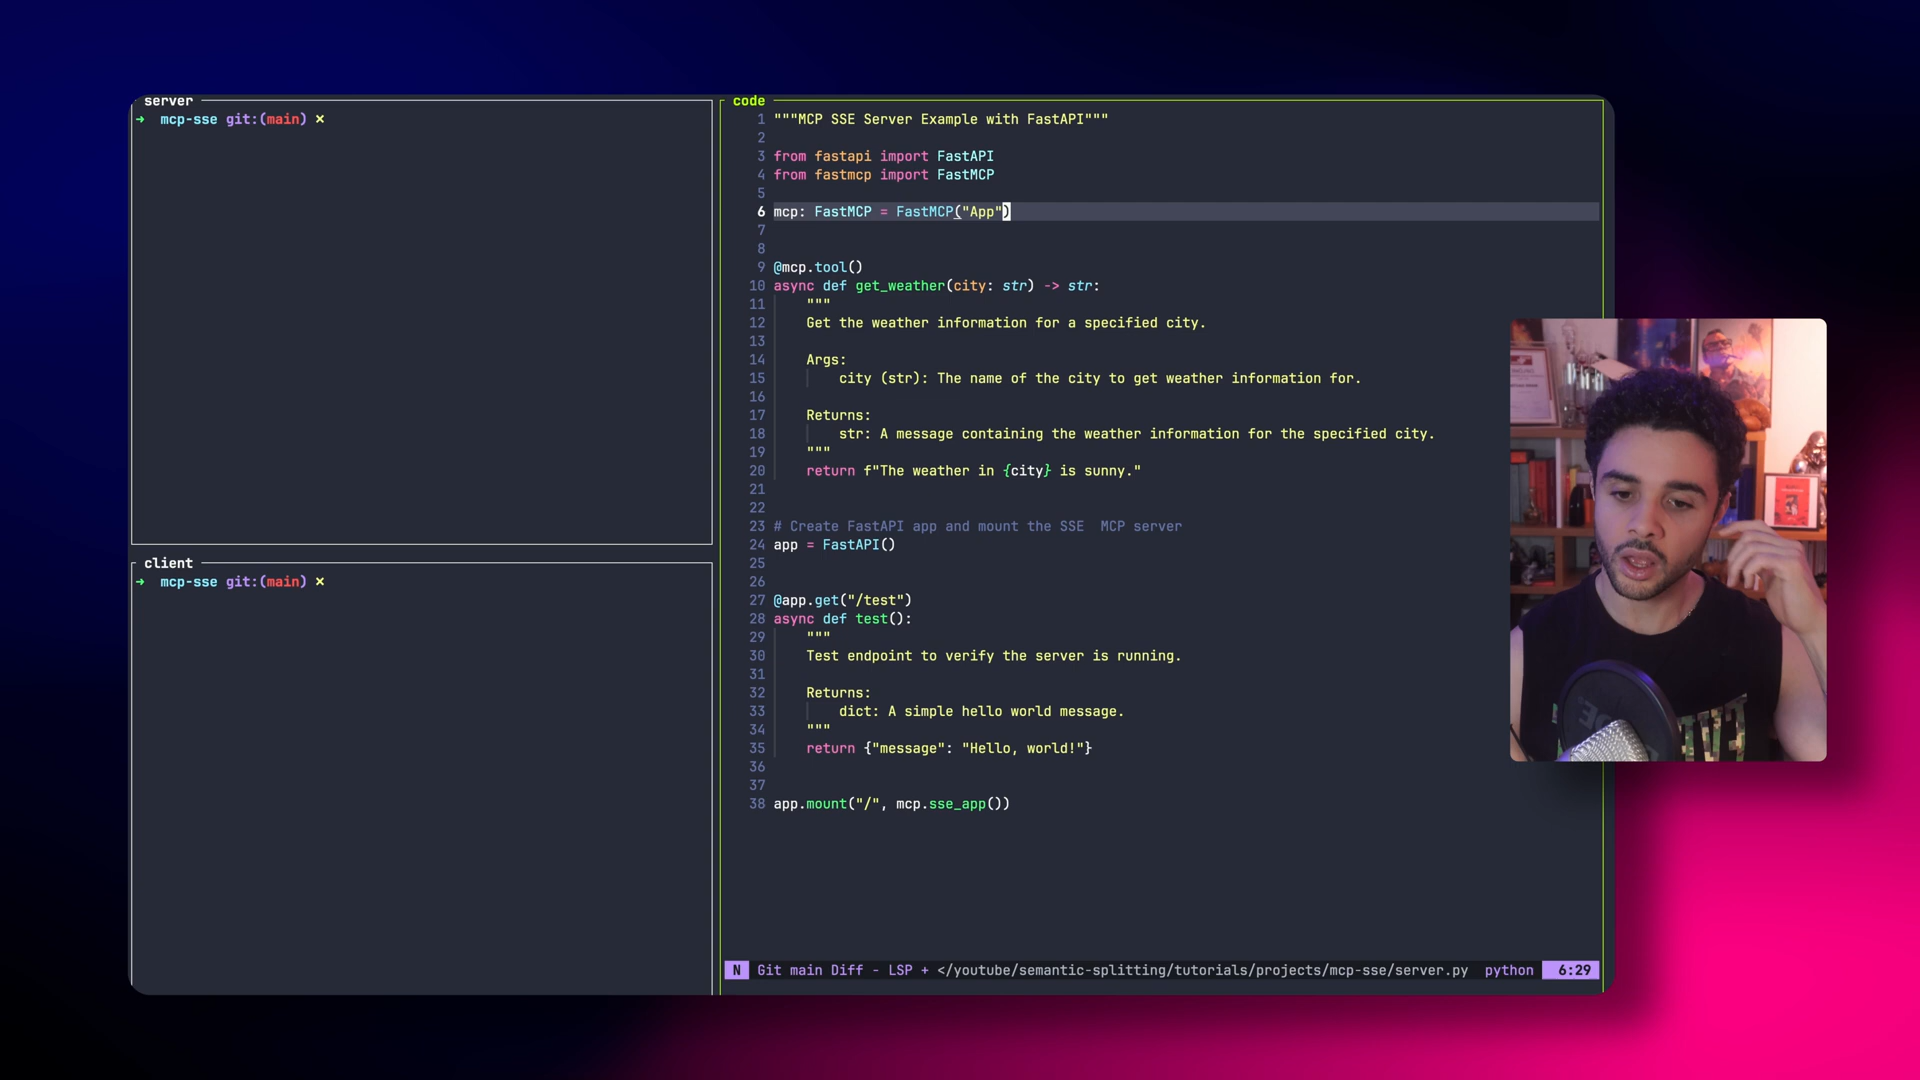 server
➜ mcp-sse git:(main) ×
client
➜ mcp-sse git:(main) ×
code
1 """MCP SSE Server Example with FastAPI"""
2
3 from fastapi import FastAPI
4 from fastmcp import FastMCP
5
6 mcp: FastMCP = FastMCP("App")
7
8
9 @mcp.tool()
10 async def get_weather(city: str) -> str:
11     """
12     Get the weather information for a specified city.
13
14     Args:
15         city (str): The name of the city to get weather information for.
16
17     Returns:
18         str: A message containing the weather information for the specified city.
19     """
20     return f"The weather in {city} is sunny."
21
22
23 # Create FastAPI app and mount the SSE  MCP server
24 app = FastAPI()
25
26
27 @app.get("/test")
28 async def test():
29     """
30     Test endpoint to verify the server is running.
31
32     Returns:
33         dict: A simple hello world message.
34     """
35     return {"message": "Hello, world!"}
36
37
38 app.mount("/", mcp.sse_app())
N Git main Diff - LSP + </youtube/semantic-splitting/tutorials/projects/mcp-sse/server.py python 6:29